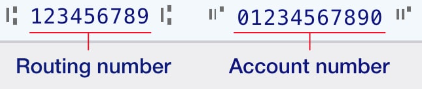 ⑆123456789⑆ ⑈01234567890⑈
Routing number Account number